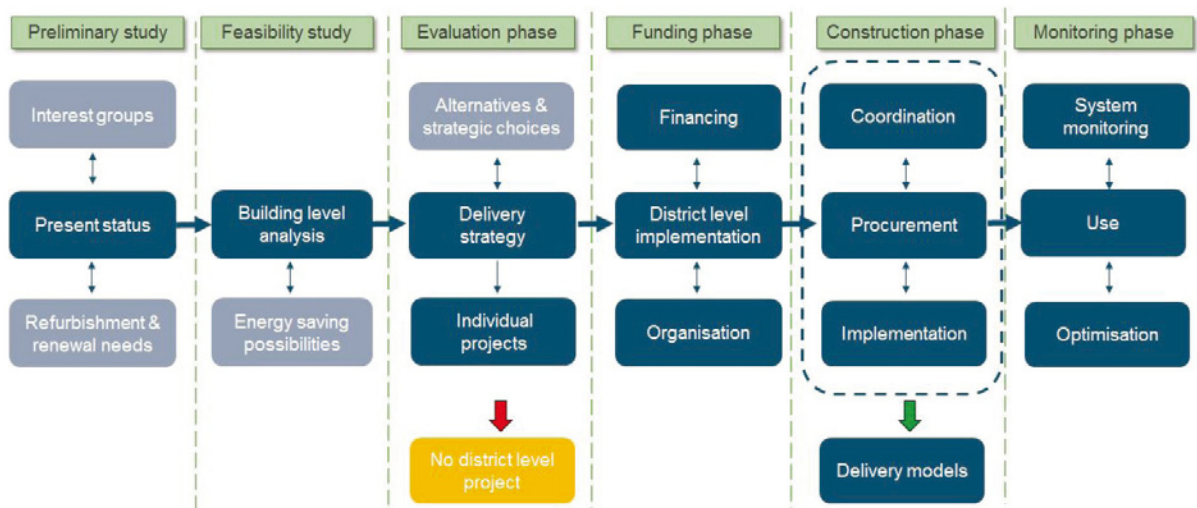 Preliminary study
Feasibility study
Evaluation phase
Funding phase
Construction phase
Monitoring phase
Interest groups
Alternatives &
strategic choices
Financing
Coordination
System
monitoring
Present status
Building level
analysis
Delivery
strategy
District level
implementation
Procurement
Use
Refurbishment &
renewal needs
Energy saving
possibilities
Individual
projects
Organisation
Implementation
Optimisation
No district level
project
Delivery models